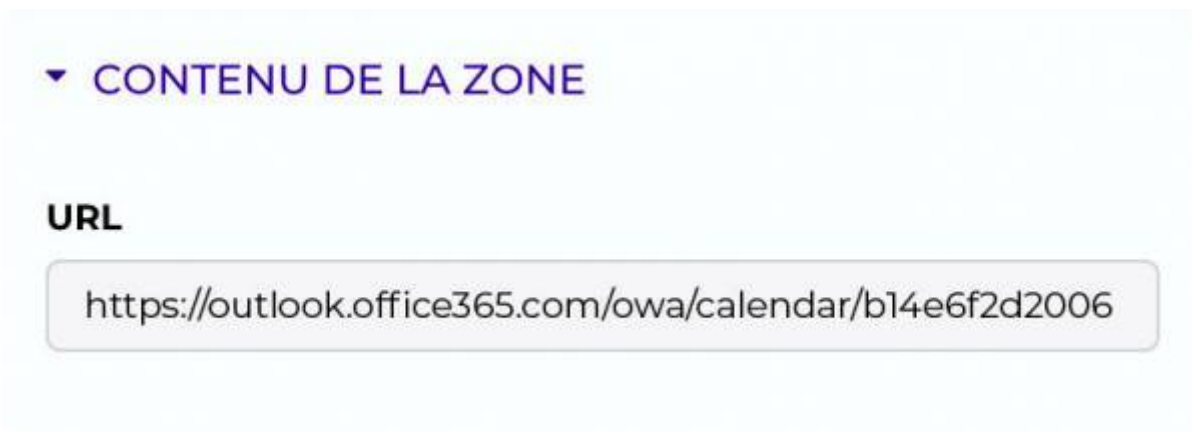 CONTENU DE LA ZONE
URL
https://outlook.office365.com/owa/calendar/b14e6f2d2006